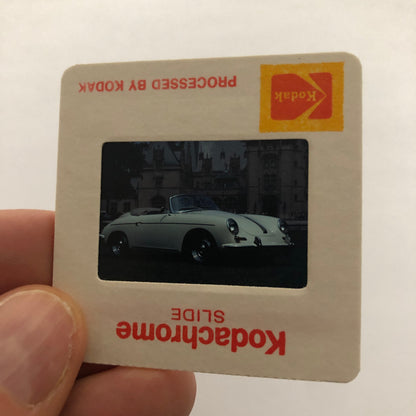 Kodachrome
SLIDE
Kodak
PROCESSED BY KODAK